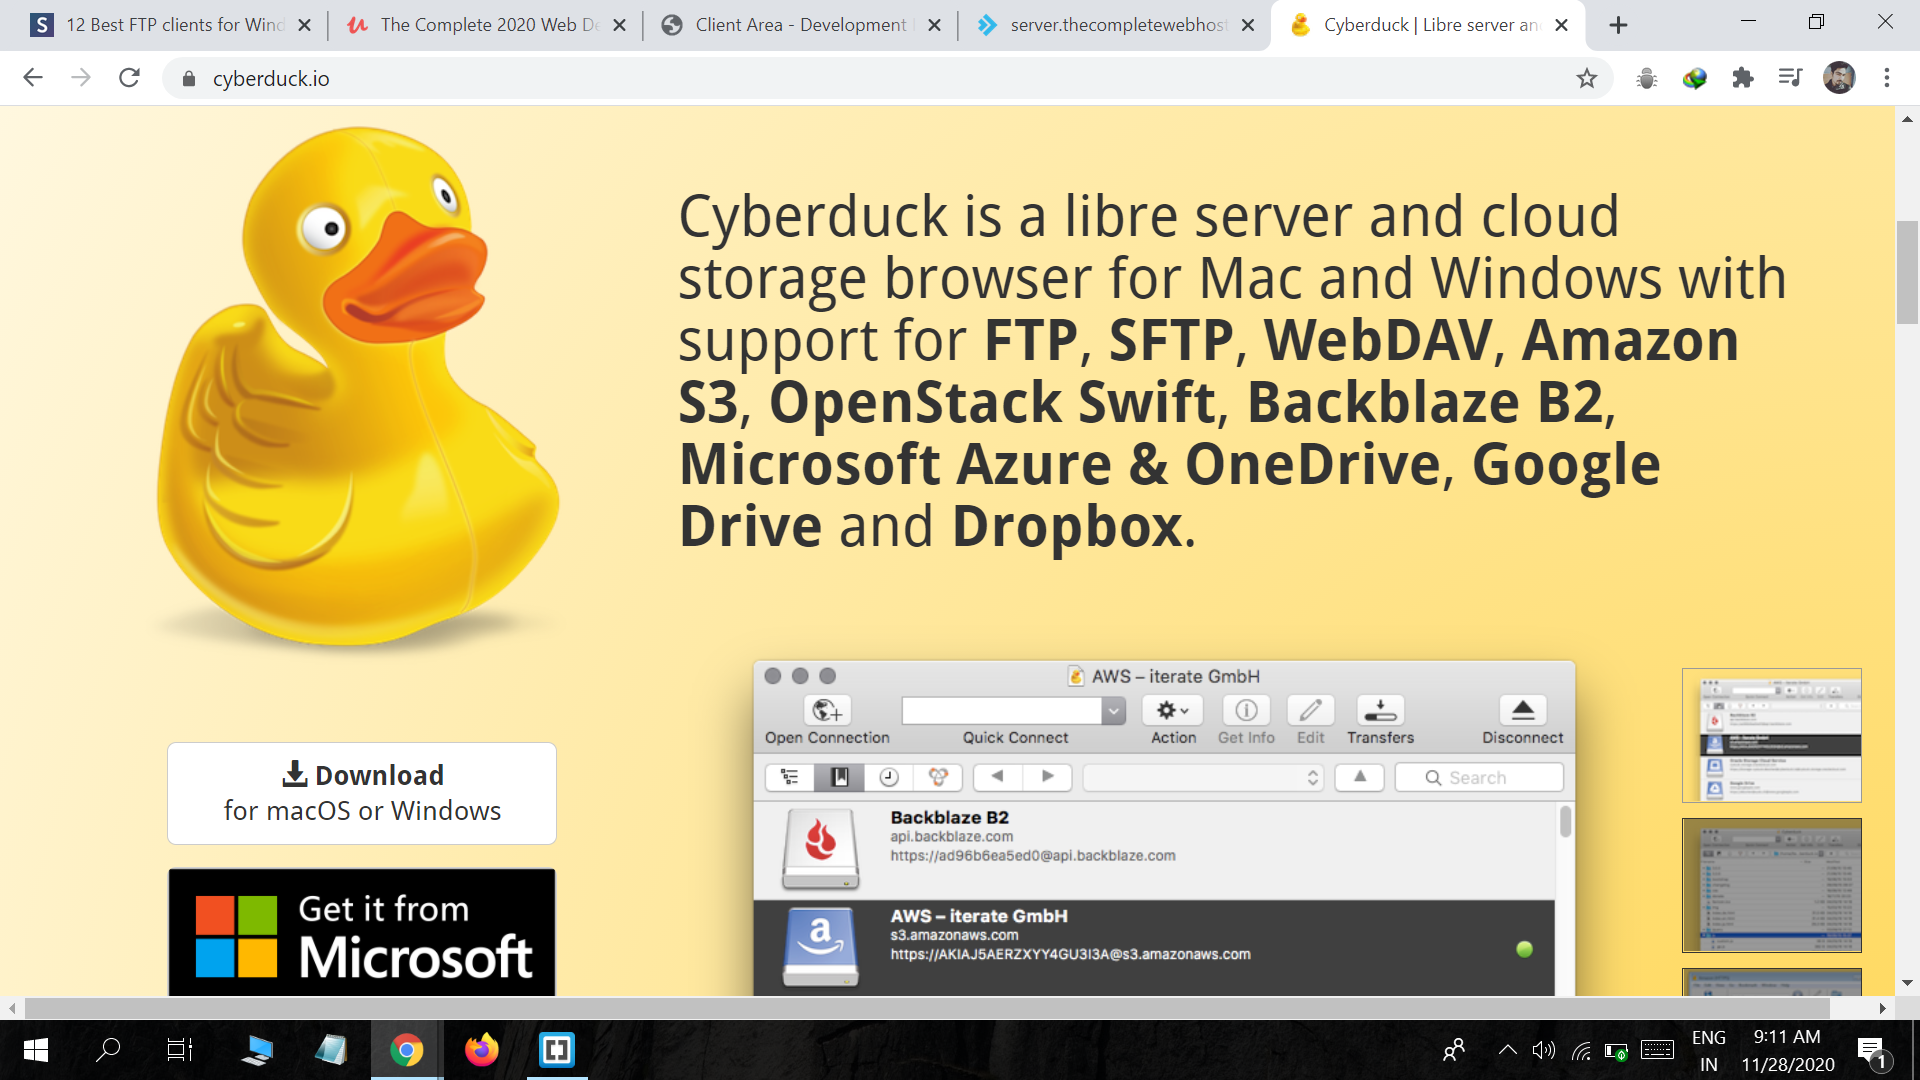 S 12 Best FTP clients for Wind
The Complete 2020 Web De
Client Area - Development
server.thecompletewebhost
Cyberduck | Libre server an
cyberduck.io
Cyberduck is a libre server and cloud
storage browser for Mac and Windows with
support for FTP, SFTP, WebDAV, Amazon
S3, OpenStack Swift, Backblaze B2,
Microsoft Azure & OneDrive, Google
Drive and Dropbox.
Download
for macOS or Windows
Get it from
Microsoft
AWS – iterate GmbH
Open Connection
Quick Connect
Action
Get Info
Edit
Transfers
Disconnect
Search
Backblaze B2
api.backblaze.com
https://ad96b6ea5ed0@api.backblaze.com
AWS – iterate GmbH
s3.amazonaws.com
https://AKIAJ5AERZXYY4GU3I3A@s3.amazonaws.com
ENG
IN
9:11 AM
11/28/2020
1